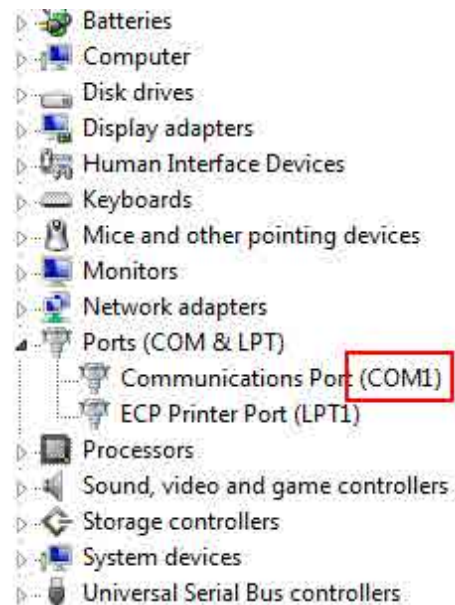 Batteries
Computer
Disk drives
Display adapters
Human Interface Devices
Keyboards
Mice and other pointing devices
Monitors
Network adapters
Ports (COM & LPT)
Communications Port (COM1)
ECP Printer Port (LPT1)
Processors
Sound, video and game controllers
Storage controllers
System devices
Universal Serial Bus controllers